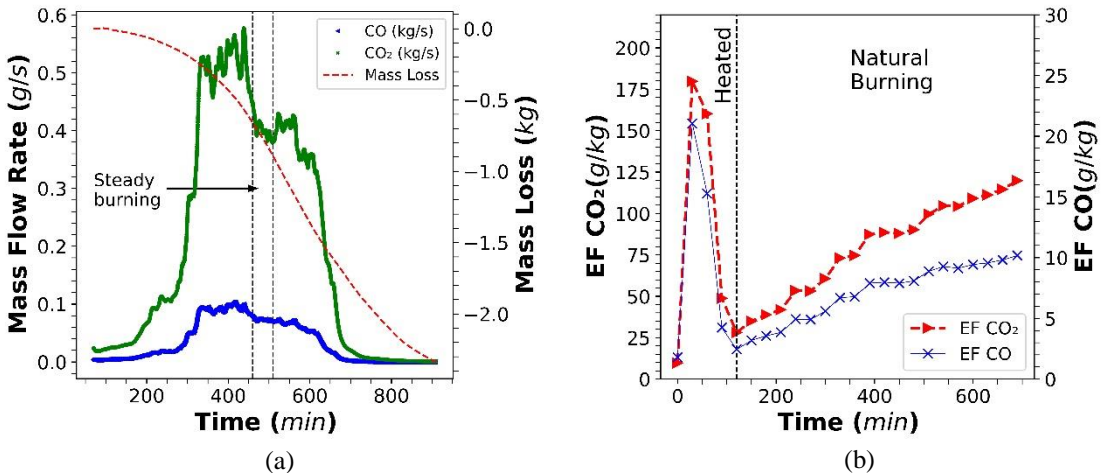 0.6
0.5
0.4
0.3
0.2
0.1
0.0
Mass Flow Rate (g/s)
CO (kg/s)
CO₂ (kg/s)
Mass Loss
Steady
burning
0.0
−0.5
−1.0
−1.5
−2.0
Mass Loss
(kg)
200 400 600 800
Time (min)
(a)
200
175
150
125
100
75
50
25
0
EF CO₂(g/kg)
Heated
Natural
Burning
EF CO₂
EF CO
30
25
20
15
10
5
0
EF CO(g/kg)
0 200 400 600
Time (min)
(b)